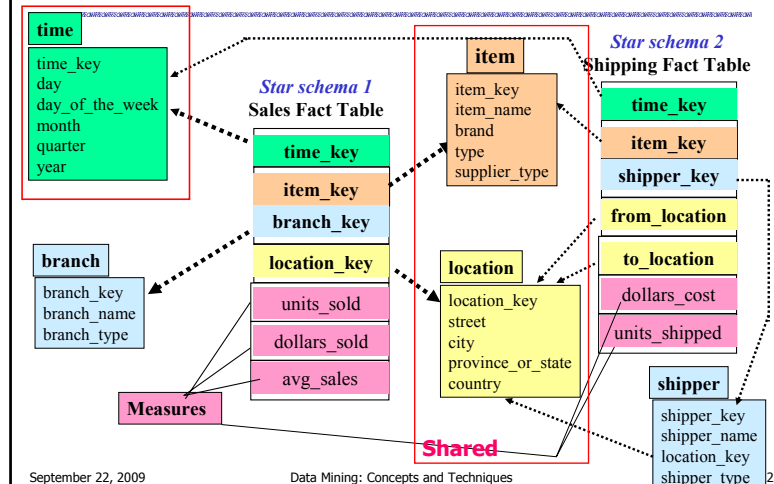 time
time_key
day
day_of_the_week
month
quarter
year
Star schema 1
Sales Fact Table
time_key
item_key
branch_key
location_key
units_sold
dollars_sold
avg_sales
branch
branch_key
branch_name
branch_type
Measures
item
item_key
item_name
brand
type
supplier_type
location
location_key
street
city
province_or_state
country
Shared
Star schema 2
Shipping Fact Table
time_key
item_key
shipper_key
from_location
to_location
dollars_cost
units_shipped
shipper
shipper_key
shipper_name
location_key
shipper_type
September 22, 2009
Data Mining: Concepts and Techniques
2